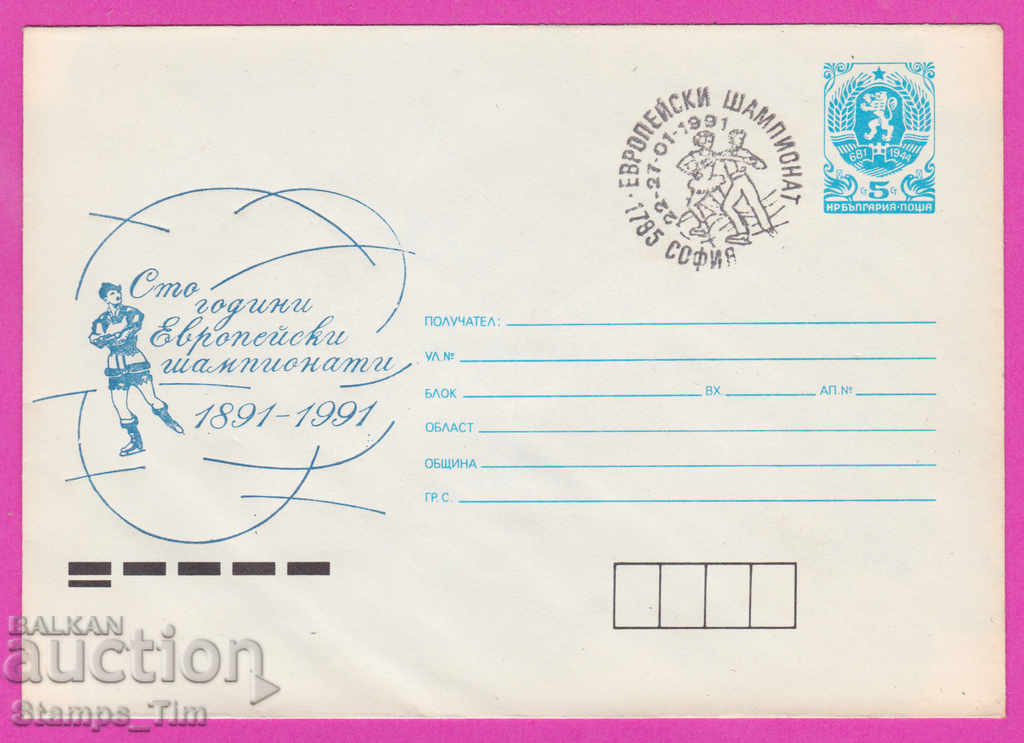 ·ЕВРОПЕЙСКИ ШАМПИОНАТ
22-27-01-1991
1785 СОФИЯ
681 1944
5
НР БЪЛГАРИЯ·ПОЩА
Сто
години
Европейски
шампионати
1891-1991
ПОЛУЧАТЕЛ:
УЛ.№
БЛОК ВХ. АП.№
ОБЛАСТ
ОБЩИНА
ГР.С.
BALKAN
auction
Stamps_Tim